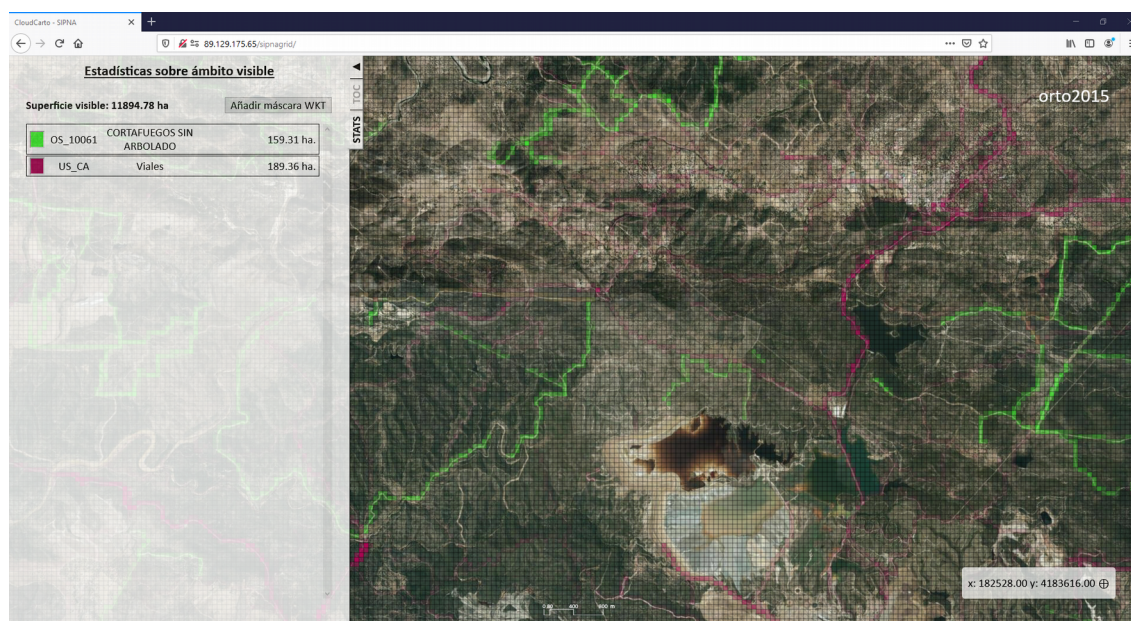 CloudCarto - SIPNA
89.129.175.65/sipnagrid/
Estadísticas sobre ámbito visible
Superficie visible: 11894.78 ha
Añadir máscara WKT
OS_10061 CORTAFUEGOS SIN ARBOLADO 159.31 ha.
US_CA Viales 189.36 ha.
TOC
STATS
orto2015
x: 182528.00 y: 4183616.00
400 800 m